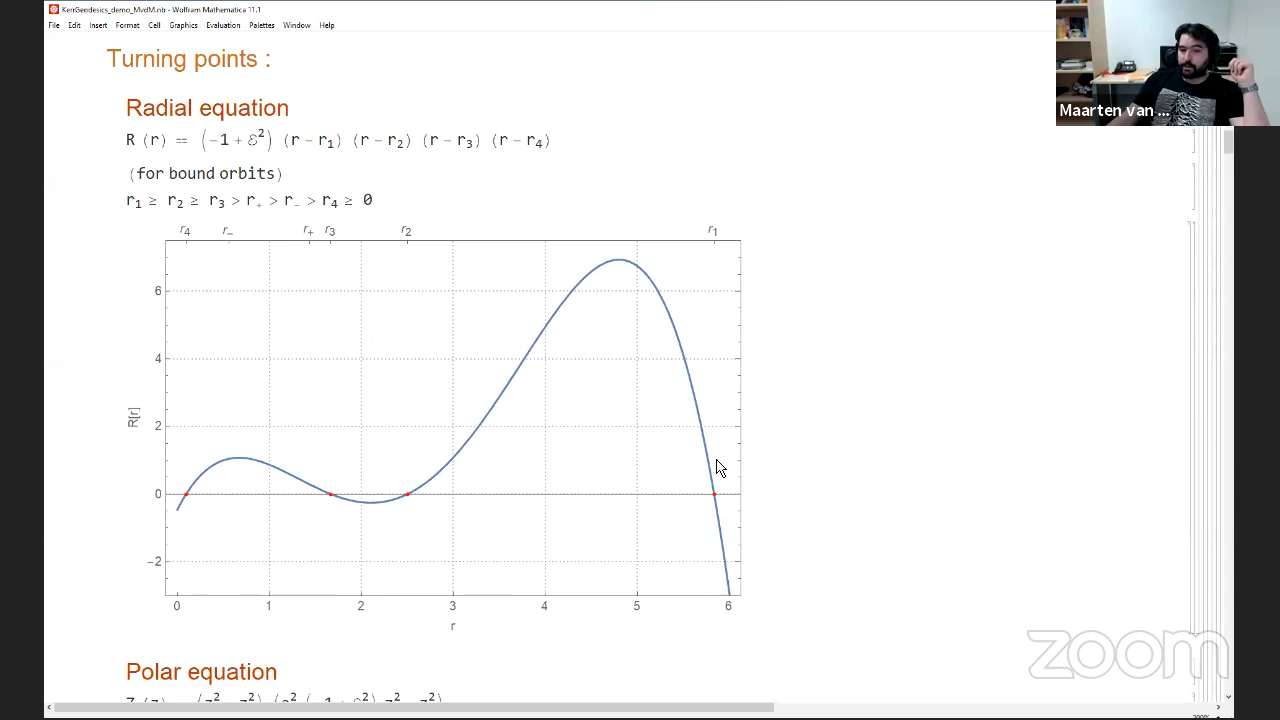 KerrGeodesics_demo_MvdM.nb - Wolfram Mathematica 11.1
File Edit Insert Format Cell Graphics Evaluation Palettes Window Help
Maarten van ...
Turning points :
Radial equation
R (r) == (-1 + ℰ²) (r - r₁) (r - r₂) (r - r₃) (r - r₄)
(for bound orbits)
r₁ ≥ r₂ ≥ r₃ > r₊ > r₋ > r₄ ≥ 0
r₄ r₋ r₊ r₃ r₂ r₁
6
4
2
0
−2
R[r]
0 1 2 3 4 5 6
r
zoom
Polar equation
200%